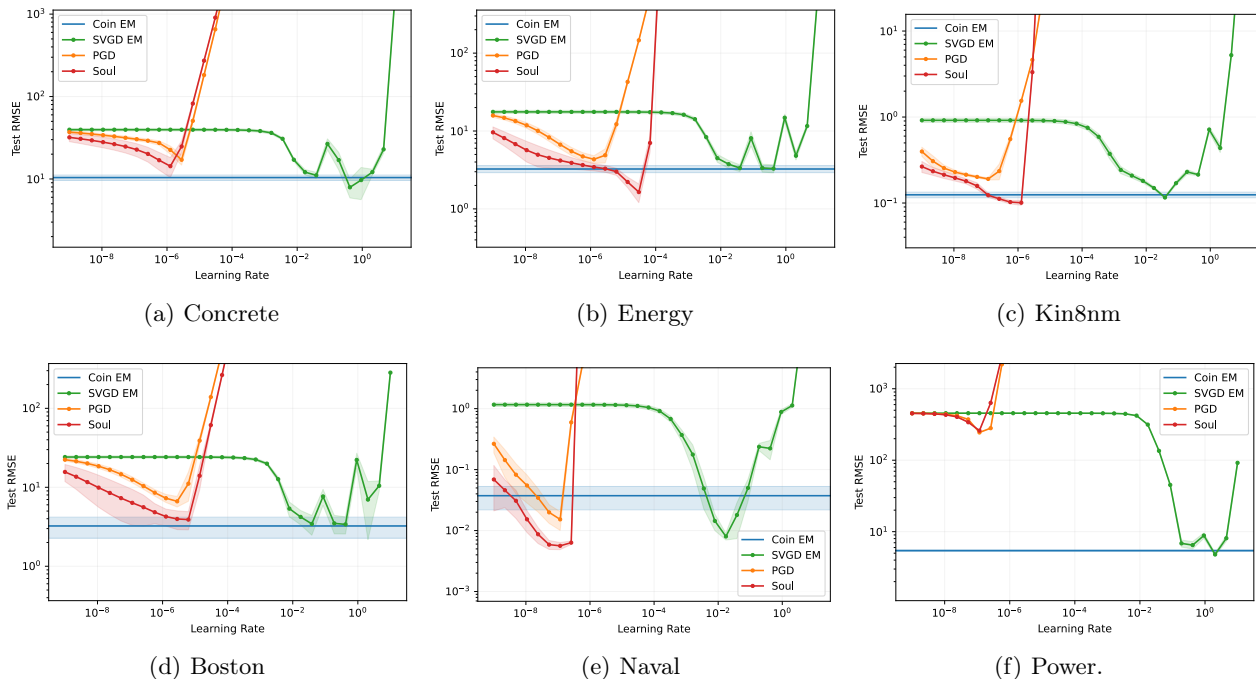 Test RMSE
10³
10²
10¹
Coin EM
SVGD EM
PGD
Soul
10⁻⁸ 10⁻⁶ 10⁻⁴ 10⁻² 10⁰
Learning Rate
(a) Concrete
Test RMSE
10²
10¹
10⁰
Coin EM
SVGD EM
PGD
Soul
10⁻⁸ 10⁻⁶ 10⁻⁴ 10⁻² 10⁰
Learning Rate
(b) Energy
Test RMSE
10¹
10⁰
10⁻¹
Coin EM
SVGD EM
PGD
Soul
10⁻⁸ 10⁻⁶ 10⁻⁴ 10⁻² 10⁰
Learning Rate
(c) Kin8nm
Test RMSE
10²
10¹
10⁰
Coin EM
SVGD EM
PGD
Soul
10⁻⁸ 10⁻⁶ 10⁻⁴ 10⁻² 10⁰
Learning Rate
(d) Boston
Test RMSE
10⁰
10⁻¹
10⁻²
10⁻³
Coin EM
SVGD EM
PGD
Soul
10⁻⁸ 10⁻⁶ 10⁻⁴ 10⁻² 10⁰
Learning Rate
(e) Naval
Test RMSE
10³
10²
10¹
Coin EM
SVGD EM
PGD
Soul
10⁻⁸ 10⁻⁶ 10⁻⁴ 10⁻² 10⁰
Learning Rate
(f) Power.